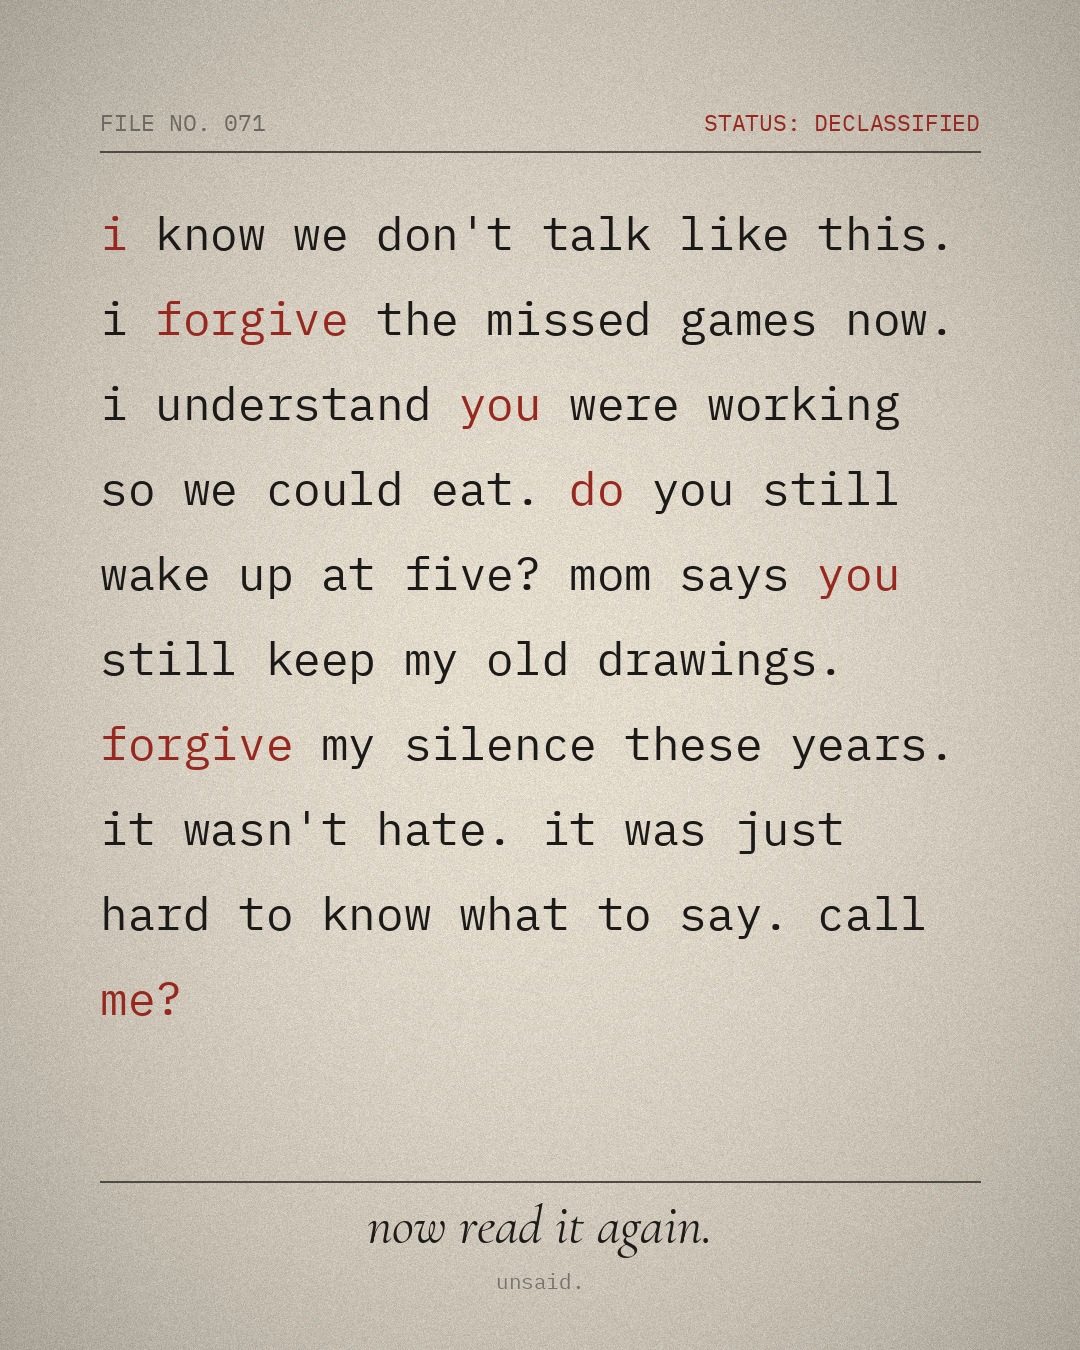 FILE NO. 071
STATUS: DECLASSIFIED
i know we don't talk like this.
i forgive the missed games now.
i understand you were working
so we could eat. do you still
wake up at five? mom says you
still keep my old drawings.
forgive my silence these years.
it wasn't hate. it was just
hard to know what to say. call
me?
now read it again.
unsaid.